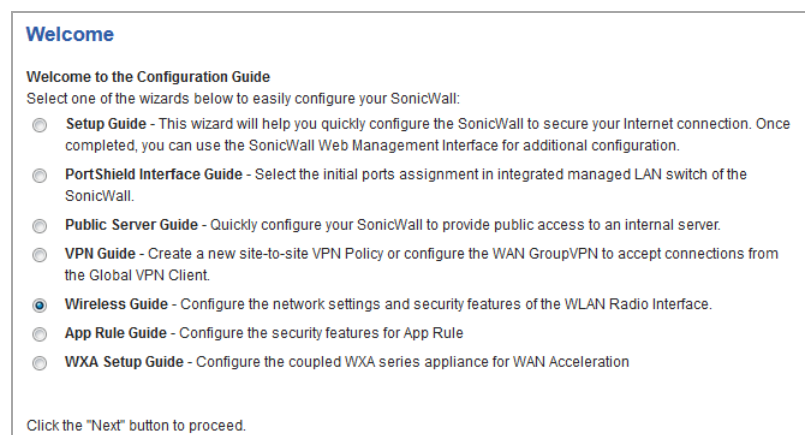 Welcome
Welcome to the Configuration Guide
Select one of the wizards below to easily configure your SonicWall:
Setup Guide - This wizard will help you quickly configure the SonicWall to secure your Internet connection. Once
completed, you can use the SonicWall Web Management Interface for additional configuration.
PortShield Interface Guide - Select the initial ports assignment in integrated managed LAN switch of the
SonicWall.
Public Server Guide - Quickly configure your SonicWall to provide public access to an internal server.
VPN Guide - Create a new site-to-site VPN Policy or configure the WAN GroupVPN to accept connections from
the Global VPN Client.
Wireless Guide - Configure the network settings and security features of the WLAN Radio Interface.
App Rule Guide - Configure the security features for App Rule
WXA Setup Guide - Configure the coupled WXA series appliance for WAN Acceleration
Click the "Next" button to proceed.